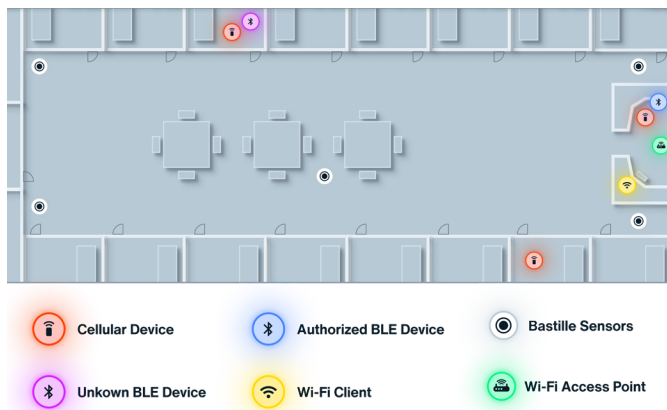 Cellular Device
Authorized BLE Device
Bastille Sensors
Unkown BLE Device
Wi-Fi Client
Wi-Fi Access Point